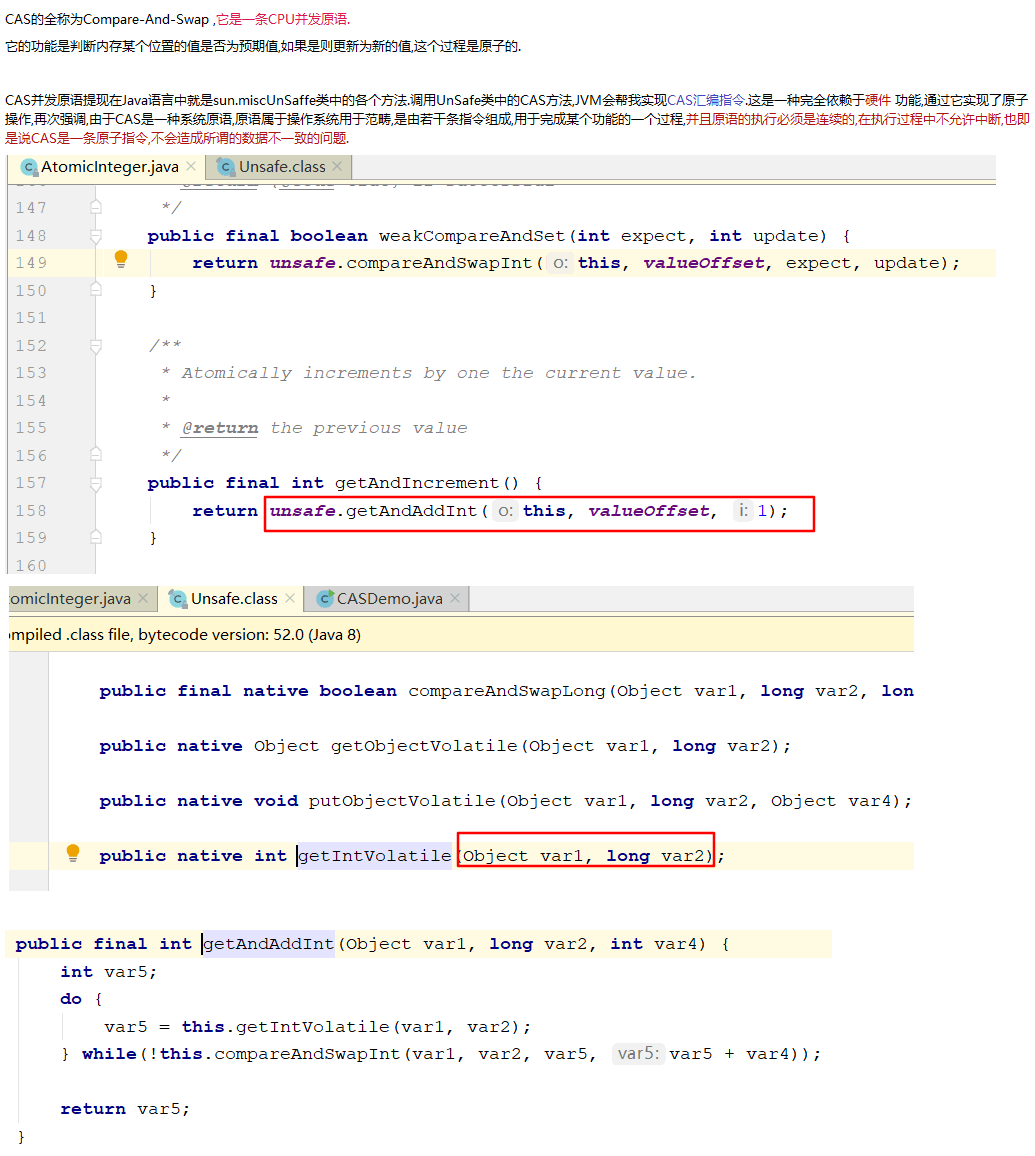 CAS的全称为Compare-And-Swap ,它是一条CPU并发原语.
它的功能是判断内存某个位置的值是否为预期值,如果是则更新为新的值,这个过程是原子的.
CAS并发原语提现在Java语言中就是sun.miscUnSaffe类中的各个方法.调用UnSafe类中的CAS方法,JVM会帮我实现CAS汇编指令.这是一种完全依赖于硬件 功能,通过它实现了原子
操作,再次强调,由于CAS是一种系统原语,原语属于操作系统用于范畴,是由若干条指令组成,用于完成某个功能的一个过程,并且原语的执行必须是连续的,在执行过程中不允许中断,也即
是说CAS是一条原子指令,不会造成所谓的数据不一致的问题.
AtomicInteger.java × Unsafe.class ×
147 */
148 public final boolean weakCompareAndSet(int expect, int update) {
149 return unsafe.compareAndSwapInt( o: this, valueOffset, expect, update);
150 }
151
152 /**
153 * Atomically increments by one the current value.
154 *
155 * @return the previous value
156 */
157 public final int getAndIncrement() {
158 return unsafe.getAndAddInt( o: this, valueOffset, i: 1);
159 }
160
omicInteger.java × Unsafe.class × CASDemo.java ×
ompiled .class file, bytecode version: 52.0 (Java 8)
public final native boolean compareAndSwapLong(Object var1, long var2, lon
public native Object getObjectVolatile(Object var1, long var2);
public native void putObjectVolatile(Object var1, long var2, Object var4);
public native int getIntVolatile(Object var1, long var2);
public final int getAndAddInt(Object var1, long var2, int var4) {
int var5;
do {
var5 = this.getIntVolatile(var1, var2);
} while(!this.compareAndSwapInt(var1, var2, var5, var5: var5 + var4));
return var5;
}